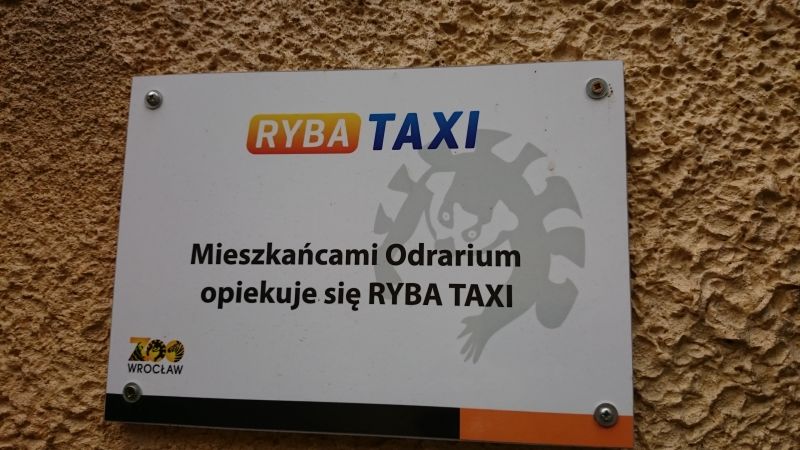 RYBA TAXI
Mieszkańcami Odrarium
opiekuje się RYBA TAXI
ZOO
WROCŁAW